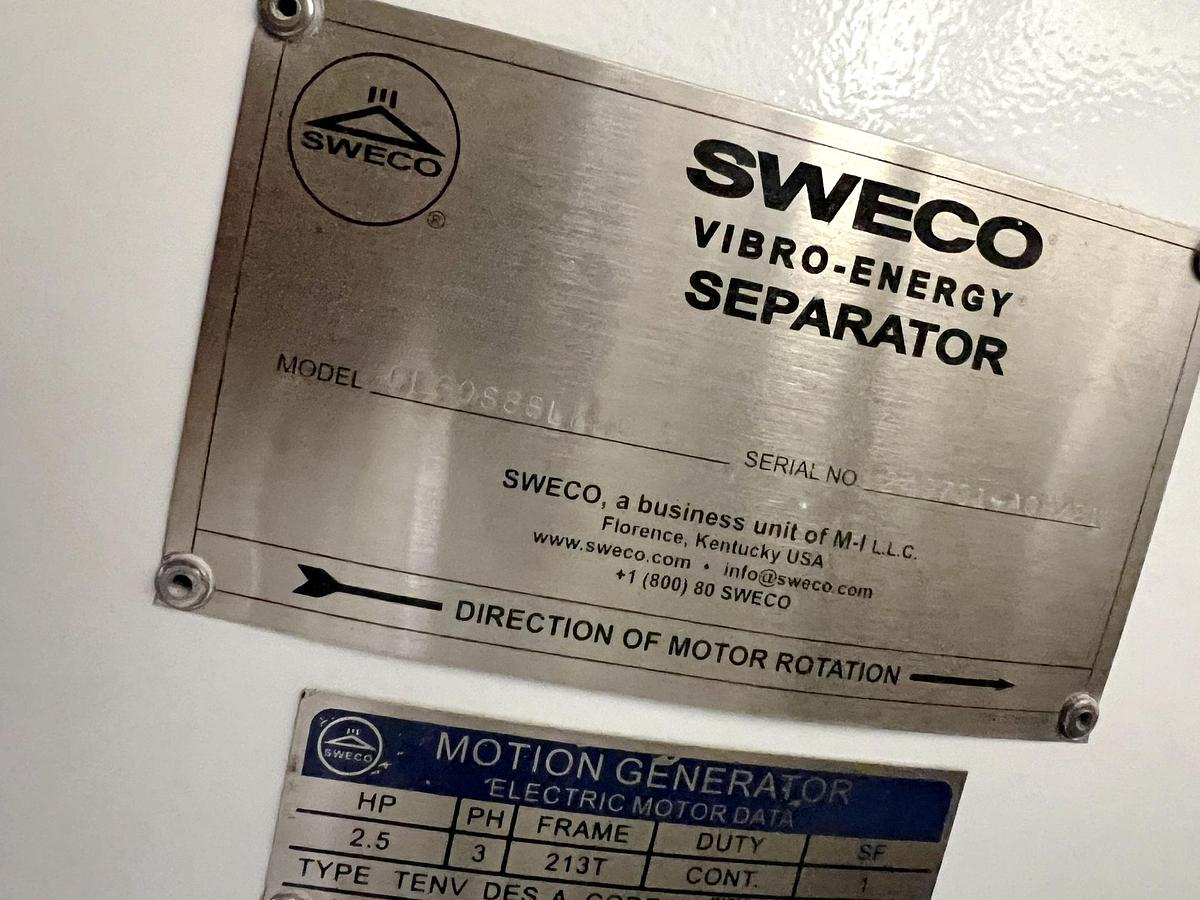 SWECO
®
SWECO
VIBRO-ENERGY
SEPARATOR
MODEL
SERIAL NO
SWECO, a business unit of M-I L.L.C.
Florence, Kentucky USA
www.sweco.com • info@sweco.com
+1 (800) 80 SWECO
DIRECTION OF MOTOR ROTATION
SWECO
MOTION GENERATOR
ELECTRIC MOTOR DATA
HP PH FRAME DUTY SF
2.5 3 213T CONT. 1
TYPE TENV DES A